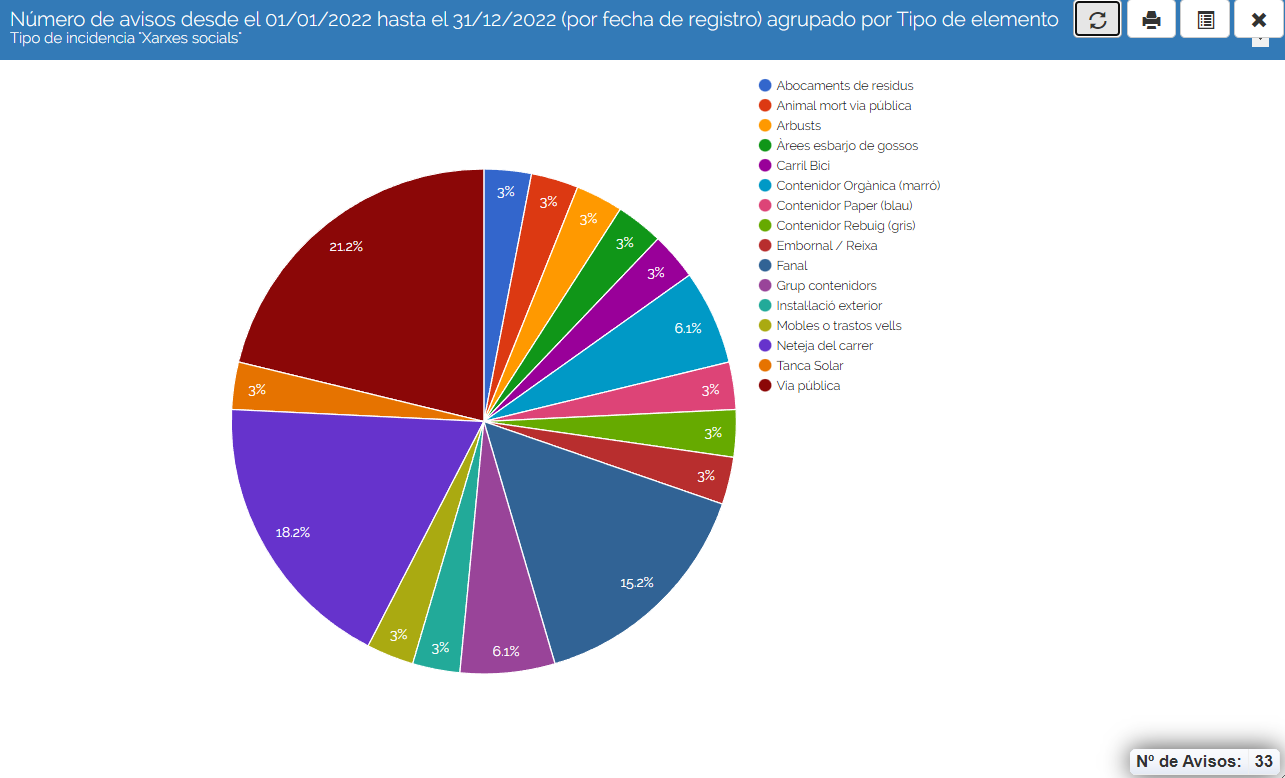 Número de avisos desde el 01/01/2022 hasta el 31/12/2022 (por fecha de registro) agrupado por Tipo de elemento
Tipo de incidencia "Xarxes socials"
Abocaments de residus
Animal mort via pública
Arbusts
Àrees esbarjo de gossos
Carril Bici
Contenidor Orgànica (marró)
Contenidor Paper (blau)
Contenidor Rebuig (gris)
Embornal / Reixa
Fanal
Grup contenidors
Instal·lació exterior
Mobles o trastos vells
Neteja del carrer
Tanca Solar
Via pública
3%
3%
3%
3%
3%
6.1%
3%
3%
3%
15.2%
6.1%
3%
3%
18.2%
3%
21.2%
Nº de Avisos: 33